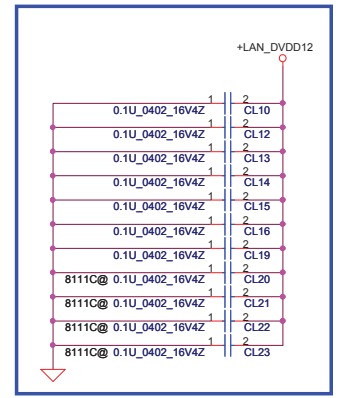 +LAN_DVDD12
1 2
0.1U_0402_16V4Z CL10
1 2
0.1U_0402_16V4Z CL12
1 2
0.1U_0402_16V4Z CL13
1 2
0.1U_0402_16V4Z CL14
1 2
0.1U_0402_16V4Z CL15
1 2
0.1U_0402_16V4Z CL16
1 2
0.1U_0402_16V4Z CL19
1 2
8111C@ 0.1U_0402_16V4Z CL20
1 2
8111C@ 0.1U_0402_16V4Z CL21
1 2
8111C@ 0.1U_0402_16V4Z CL22
1 2
8111C@ 0.1U_0402_16V4Z CL23